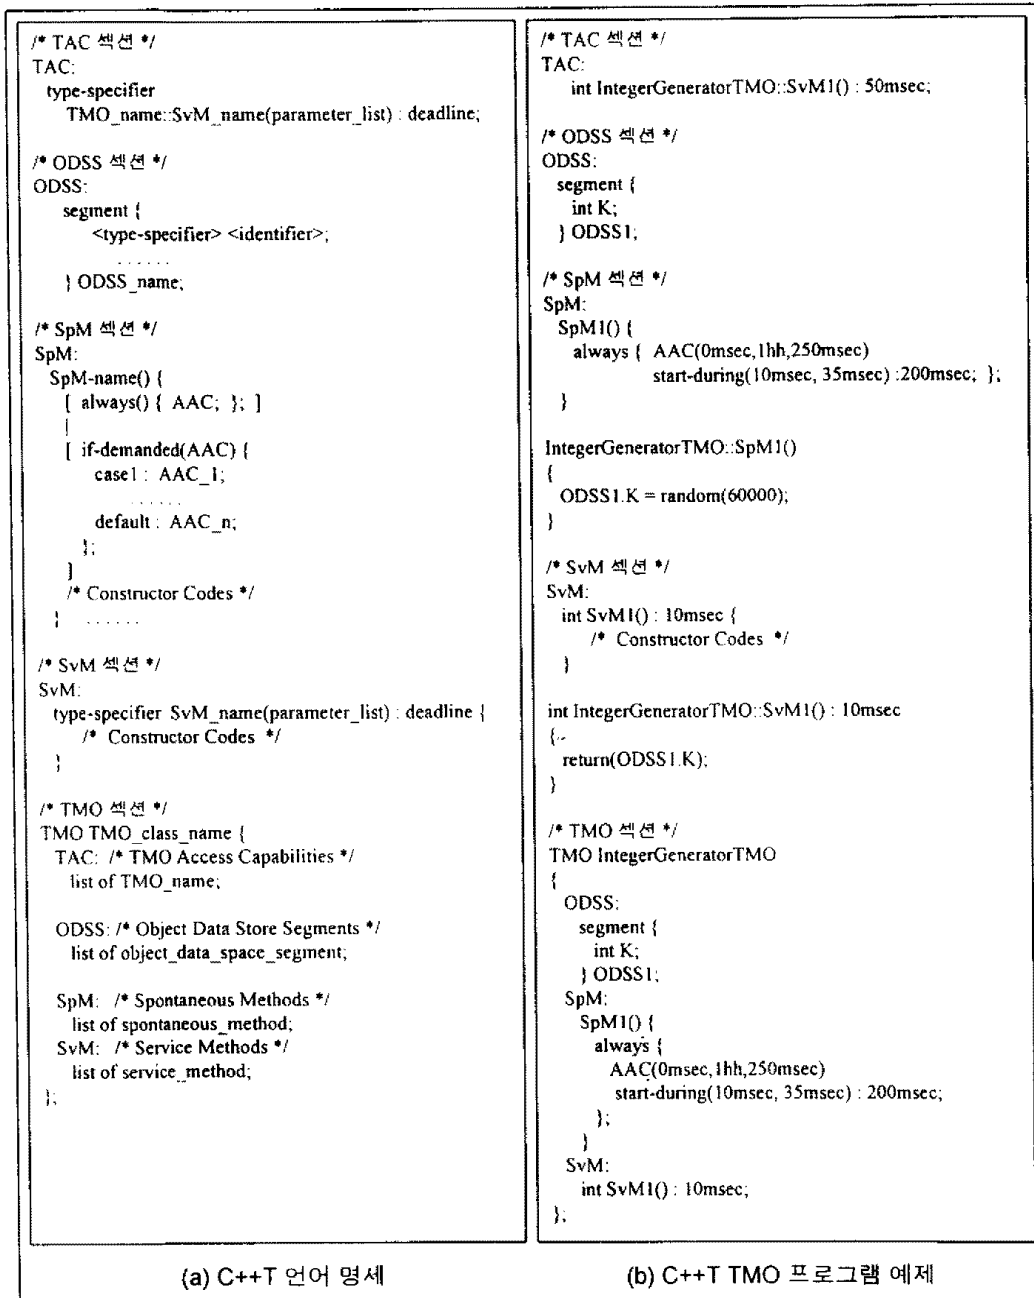 /* TAC 섹션 */
TAC:
type-specifier
TMO_name::SvM_name(parameter_list) : deadline;
/* ODSS 섹션 */
ODSS:
segment {
<type-specifier> <identifier>;
......
} ODSS_name;
/* SpM 섹션 */
SpM:
SpM-name() {
[ always() { AAC; }; ]
|
[ if-demanded(AAC) {
case1 : AAC_1;
......
default : AAC_n;
};
]
/* Constructor Codes */
} ......
/* SvM 섹션 */
SvM:
type-specifier SvM_name(parameter_list) : deadline {
/* Constructor Codes */
}
/* TMO 섹션 */
TMO TMO_class_name {
TAC: /* TMO Access Capabilities */
list of TMO_name;
ODSS: /* Object Data Store Segments */
list of object_data_space_segment;
SpM: /* Spontaneous Methods */
list of spontaneous_method;
SvM: /* Service Methods */
list of service_method;
};
(a) C++T 언어 명세
/* TAC 섹션 */
TAC:
int IntegerGeneratorTMO::SvM1() : 50msec;
/* ODSS 섹션 */
ODSS:
segment {
int K;
} ODSS1;
/* SpM 섹션 */
SpM:
SpM1() {
always { AAC(0msec,1hh,250msec)
start-during(10msec, 35msec) :200msec; };
}
IntegerGeneratorTMO::SpM1()
{
ODSS1.K = random(60000);
}
/* SvM 섹션 */
SvM:
int SvM1() : 10msec {
/* Constructor Codes */
}
int IntegerGeneratorTMO::SvM1() : 10msec
{
return(ODSS1.K);
}
/* TMO 섹션 */
TMO IntegerGeneratorTMO
{
ODSS:
segment {
int K;
} ODSS1;
SpM:
SpM1() {
always {
AAC(0msec,1hh,250msec)
start-during(10msec, 35msec) : 200msec;
};
}
SvM:
int SvM1() : 10msec;
};
(b) C++T TMO 프로그램 예제